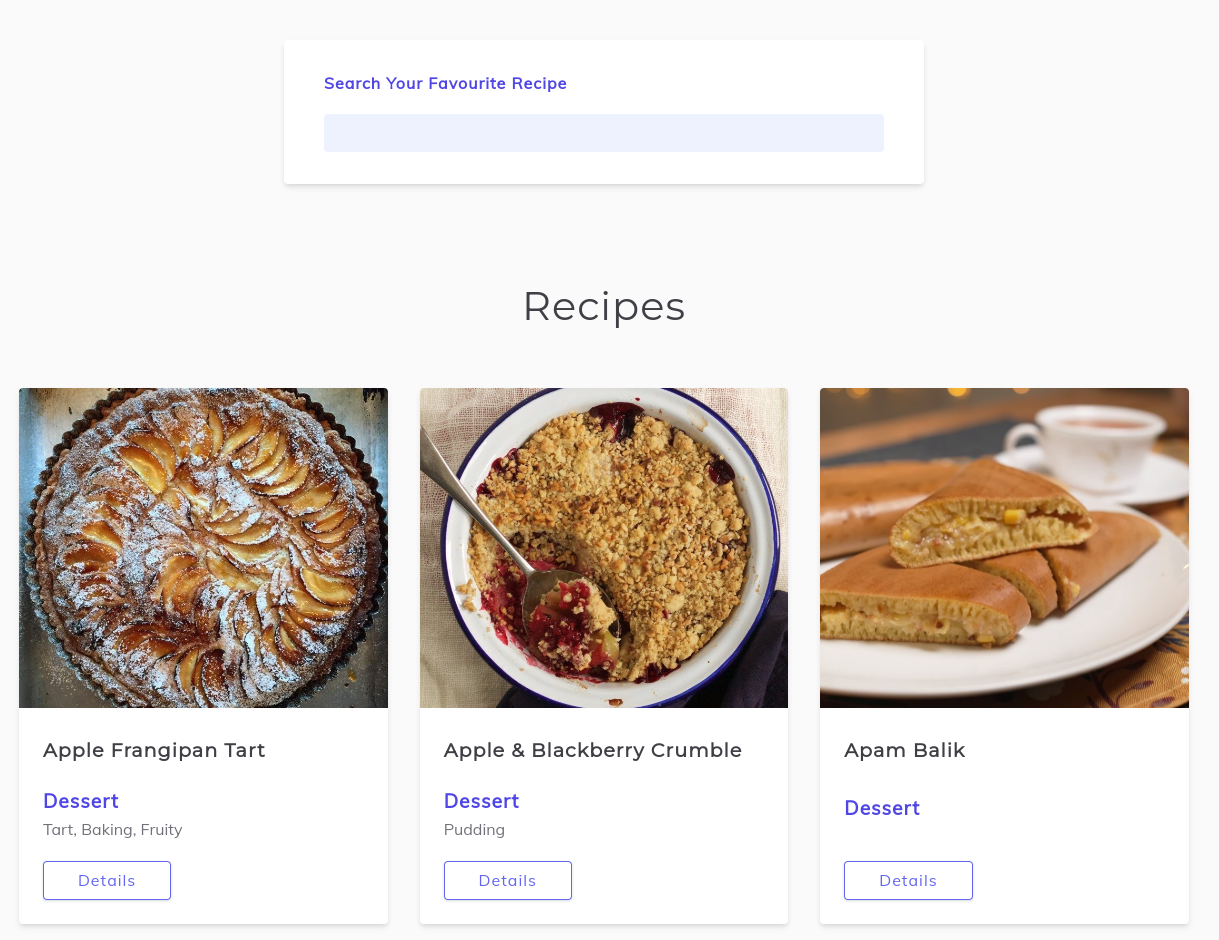 Search Your Favourite Recipe
Recipes
Apple Frangipan Tart
Dessert
Tart, Baking, Fruity
Details
Apple & Blackberry Crumble
Dessert
Pudding
Details
Apam Balik
Dessert
Details